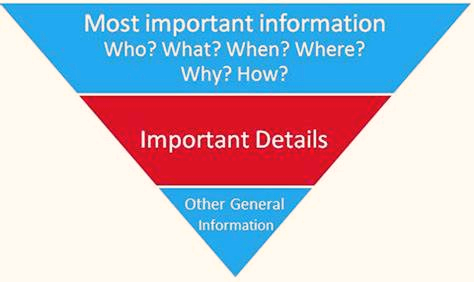 Most important information
Who? What? When? Where?
Why? How?
Important Details
Other General
Information